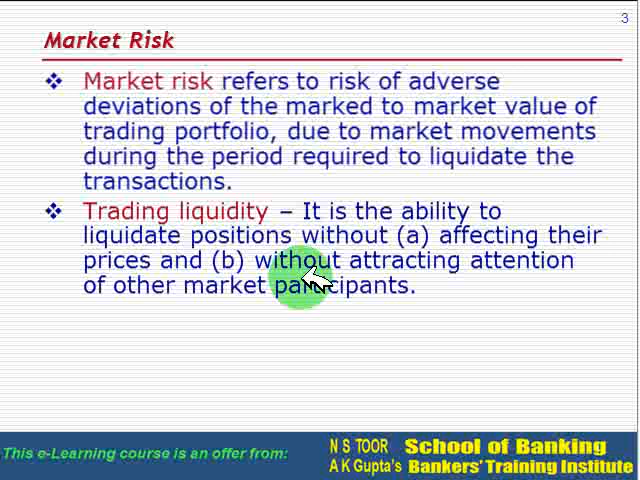 3
Market Risk
❖ Market risk refers to risk of adverse
deviations of the marked to market value of
trading portfolio, due to market movements
during the period required to liquidate the
transactions.
❖ Trading liquidity – It is the ability to
liquidate positions without (a) affecting their
prices and (b) without attracting attention
of other market participants.
This e-Learning course is an offer from:
N S TOOR School of Banking
A K Gupta's Bankers' Training Institute